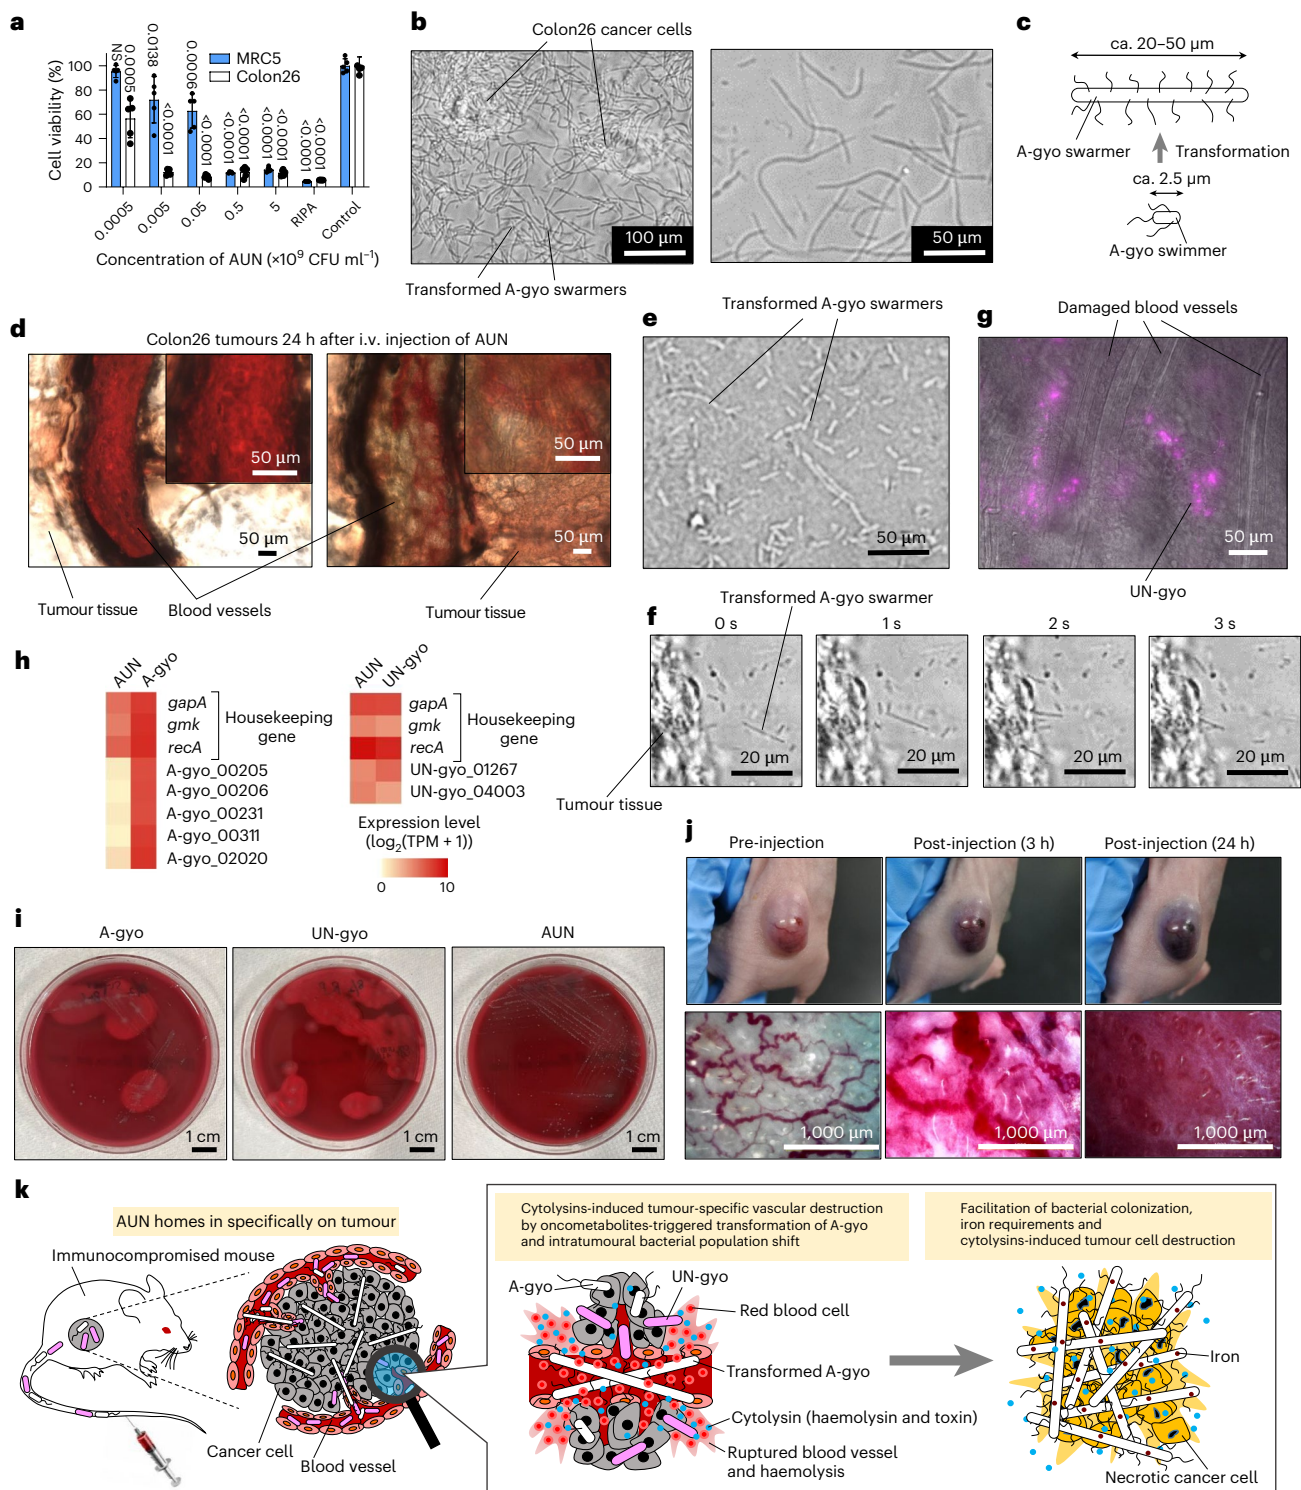 a
Cell viability (%)
100
80
60
40
20
0
NS
0.0005
0.0138
<0.0001
0.0006
<0.0001
<0.0001
<0.0001
<0.0001
<0.0001
<0.0001
<0.0001
MRC5
Colon26
0.0005
0.005
0.05
0.5
5
RIPA
Control
Concentration of AUN (×10⁹ CFU ml⁻¹)
b
Colon26 cancer cells
100 µm
50 µm
Transformed A-gyo swarmers
c
ca. 20–50 µm
A-gyo swarmer
Transformation
ca. 2.5 µm
A-gyo swimmer
d
Colon26 tumours 24 h after i.v. injection of AUN
50 µm
50 µm
50 µm
50 µm
Tumour tissue
Blood vessels
Tumour tissue
e
Transformed A-gyo swarmers
50 µm
g
Damaged blood vessels
50 µm
UN-gyo
f
Transformed A-gyo swarmer
0 s
1 s
2 s
3 s
20 µm
20 µm
20 µm
20 µm
Tumour tissue
h
AUN
A-gyo
gapA
gmk
recA
Housekeeping
gene
A-gyo_00205
A-gyo_00206
A-gyo_00231
A-gyo_00311
A-gyo_02020
AUN
UN-gyo
gapA
gmk
recA
Housekeeping
gene
UN-gyo_01267
UN-gyo_04003
Expression level
(log₂(TPM + 1))
0
10
i
A-gyo
UN-gyo
AUN
1 cm
1 cm
1 cm
j
Pre-injection
Post-injection (3 h)
Post-injection (24 h)
1,000 µm
1,000 µm
1,000 µm
k
AUN homes in specifically on tumour
Immunocompromised mouse
Cancer cell
Blood vessel
Cytolysins-induced tumour-specific vascular destruction
by oncometabolites-triggered transformation of A-gyo
and intratumoural bacterial population shift
A-gyo
UN-gyo
Red blood cell
Transformed A-gyo
Cytolysin (haemolysin and toxin)
Ruptured blood vessel
and haemolysis
Facilitation of bacterial colonization,
iron requirements and
cytolysins-induced tumour cell destruction
Iron
Necrotic cancer cell